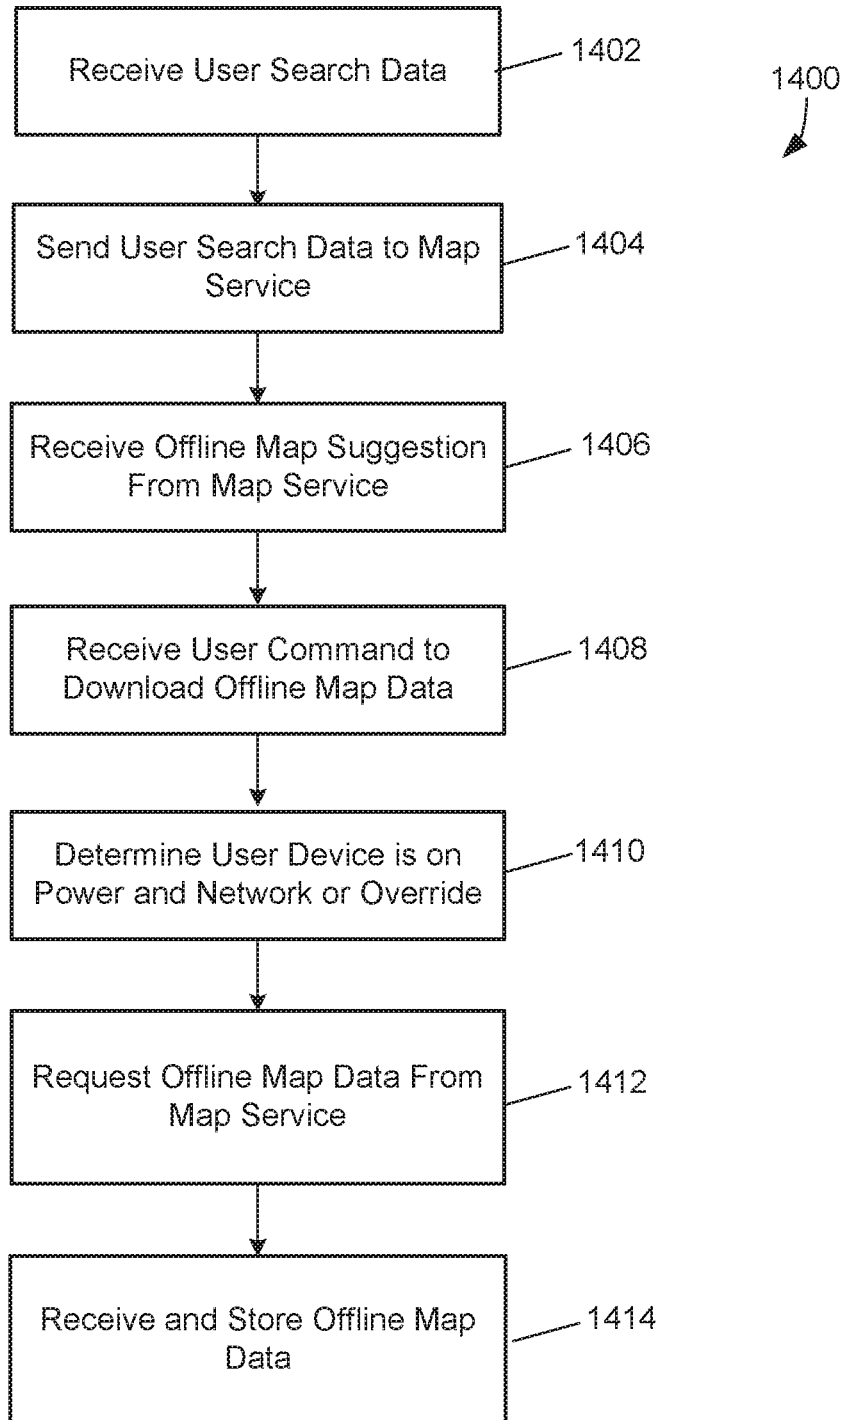 Receive User Search Data
1402
1400
Send User Search Data to Map
Service
1404
Receive Offline Map Suggestion
From Map Service
1406
Receive User Command to
Download Offline Map Data
1408
Determine User Device is on
Power and Network or Override
1410
Request Offline Map Data From
Map Service
1412
Receive and Store Offline Map
Data
1414